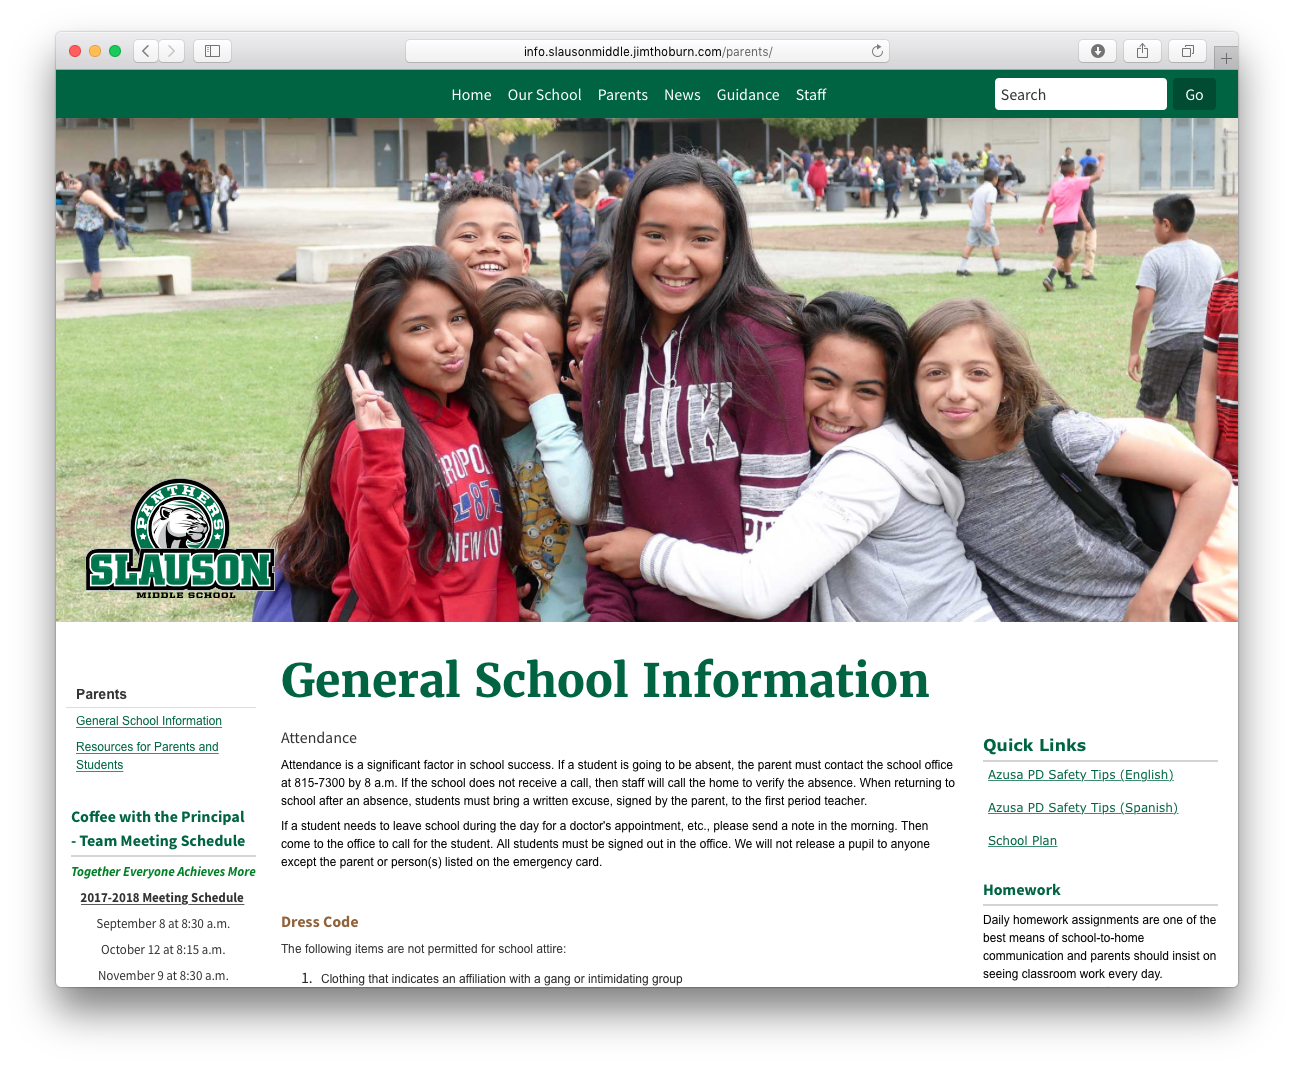 info.slausonmiddle.jimthoburn.com/parents/
Home Our School Parents News Guidance Staff
Search Go
PANTHERS
SLAUSON
MIDDLE SCHOOL
87
NEW YO
General School Information
Parents
General School Information
Resources for Parents and
Students
Coffee with the Principal
- Team Meeting Schedule
Together Everyone Achieves More
2017-2018 Meeting Schedule
September 8 at 8:30 a.m.
October 12 at 8:15 a.m.
November 9 at 8:30 a.m.
Attendance
Attendance is a significant factor in school success. If a student is going to be absent, the parent must contact the school office
at 815-7300 by 8 a.m. If the school does not receive a call, then staff will call the home to verify the absence. When returning to
school after an absence, students must bring a written excuse, signed by the parent, to the first period teacher.
If a student needs to leave school during the day for a doctor's appointment, etc., please send a note in the morning. Then
come to the office to call for the student. All students must be signed out in the office. We will not release a pupil to anyone
except the parent or person(s) listed on the emergency card.
Dress Code
The following items are not permitted for school attire:
1. Clothing that indicates an affiliation with a gang or intimidating group
Quick Links
Azusa PD Safety Tips (English)
Azusa PD Safety Tips (Spanish)
School Plan
Homework
Daily homework assignments are one of the
best means of school-to-home
communication and parents should insist on
seeing classroom work every day.